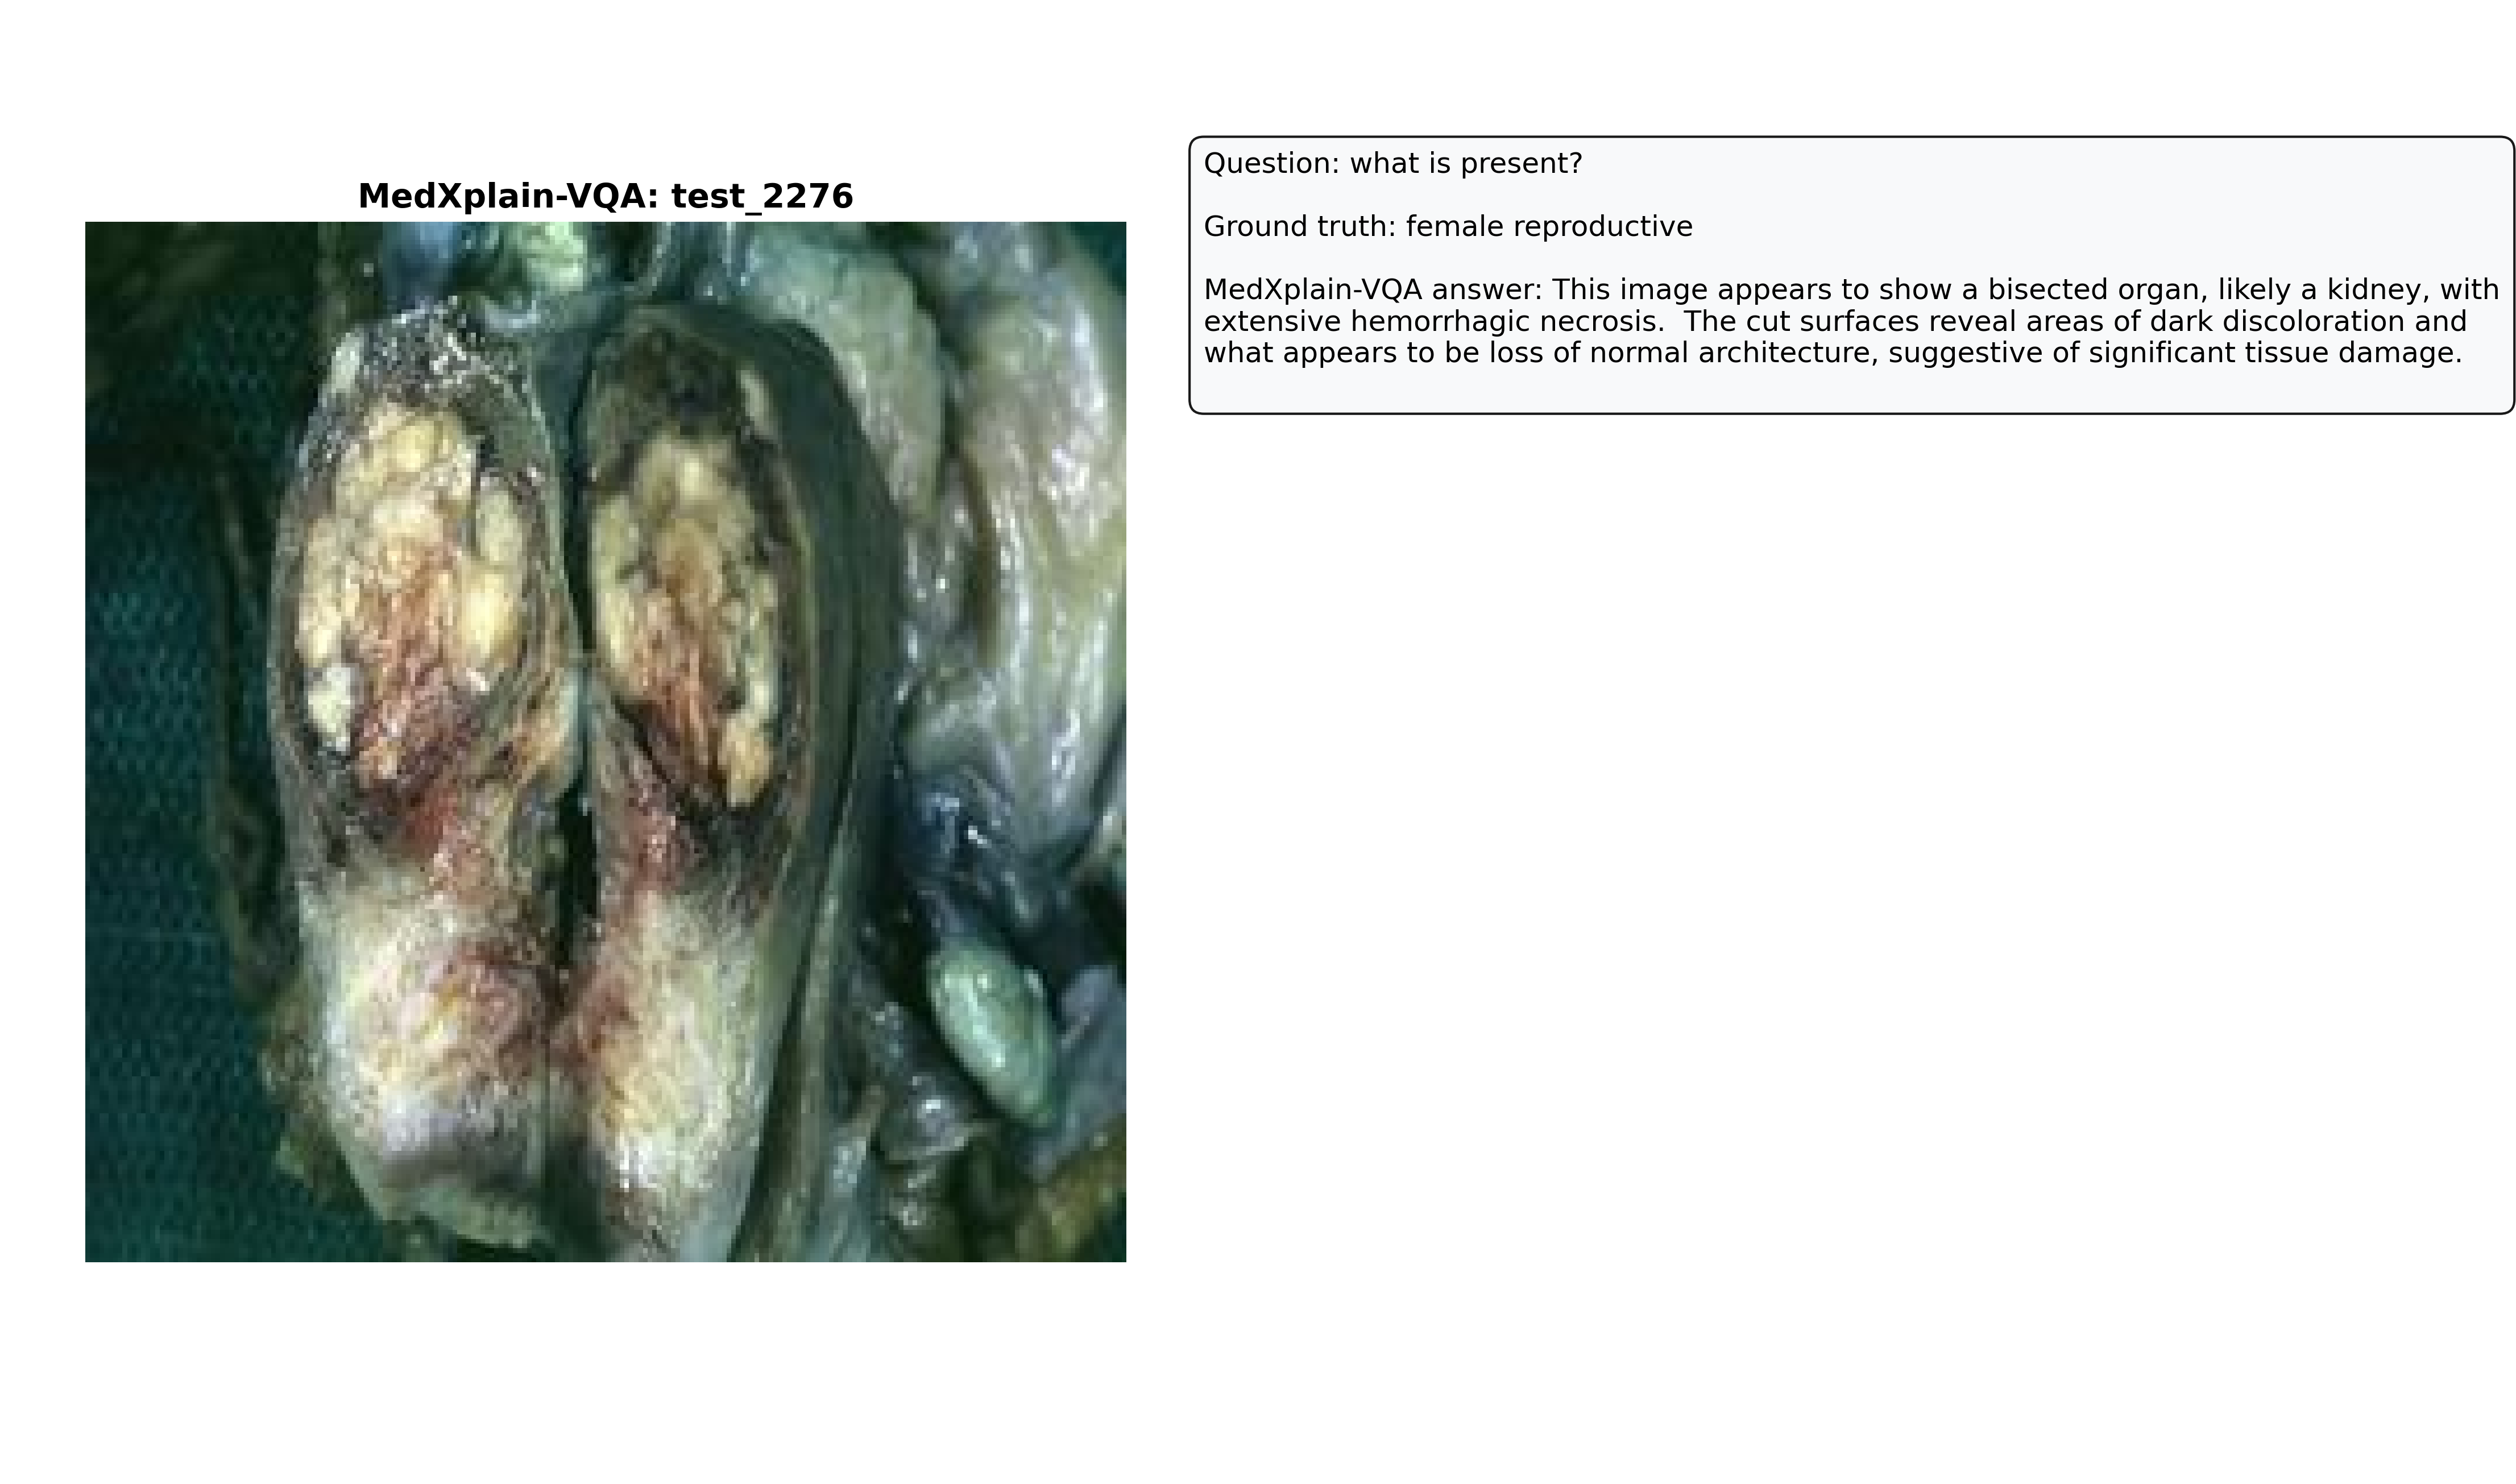 MedXplain-VQA: test_2276
Question: what is present?
Ground truth: female reproductive
MedXplain-VQA answer: This image appears to show a bisected organ, likely a kidney, with
extensive hemorrhagic necrosis.  The cut surfaces reveal areas of dark discoloration and
what appears to be loss of normal architecture, suggestive of significant tissue damage.